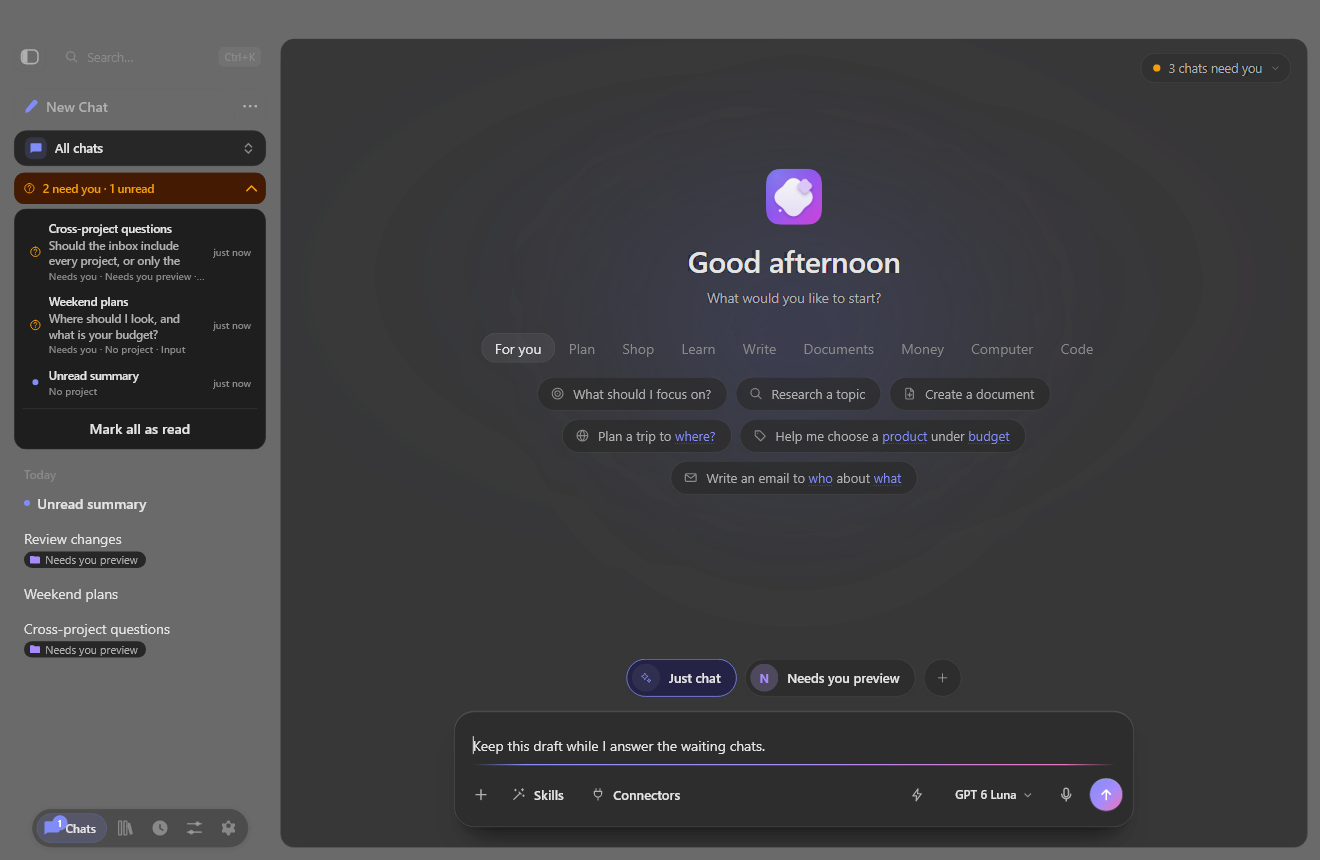 Search...
Ctrl+K
New Chat
All chats
2 need you · 1 unread
Cross-project questions
Should the inbox include
every project, or only the
just now
Needs you · Needs you preview ·...
Weekend plans
Where should I look, and
what is your budget?
just now
Needs you · No project · Input
Unread summary
No project
just now
Mark all as read
Today
Unread summary
Review changes
Needs you preview
Weekend plans
Cross-project questions
Needs you preview
1
Chats
3 chats need you
Good afternoon
What would you like to start?
For you Plan Shop Learn Write Documents Money Computer Code
What should I focus on? Research a topic Create a document
Plan a trip to where? Help me choose a product under budget
Write an email to who about what
Just chat N Needs you preview
Keep this draft while I answer the waiting chats.
Skills Connectors GPT 6 Luna